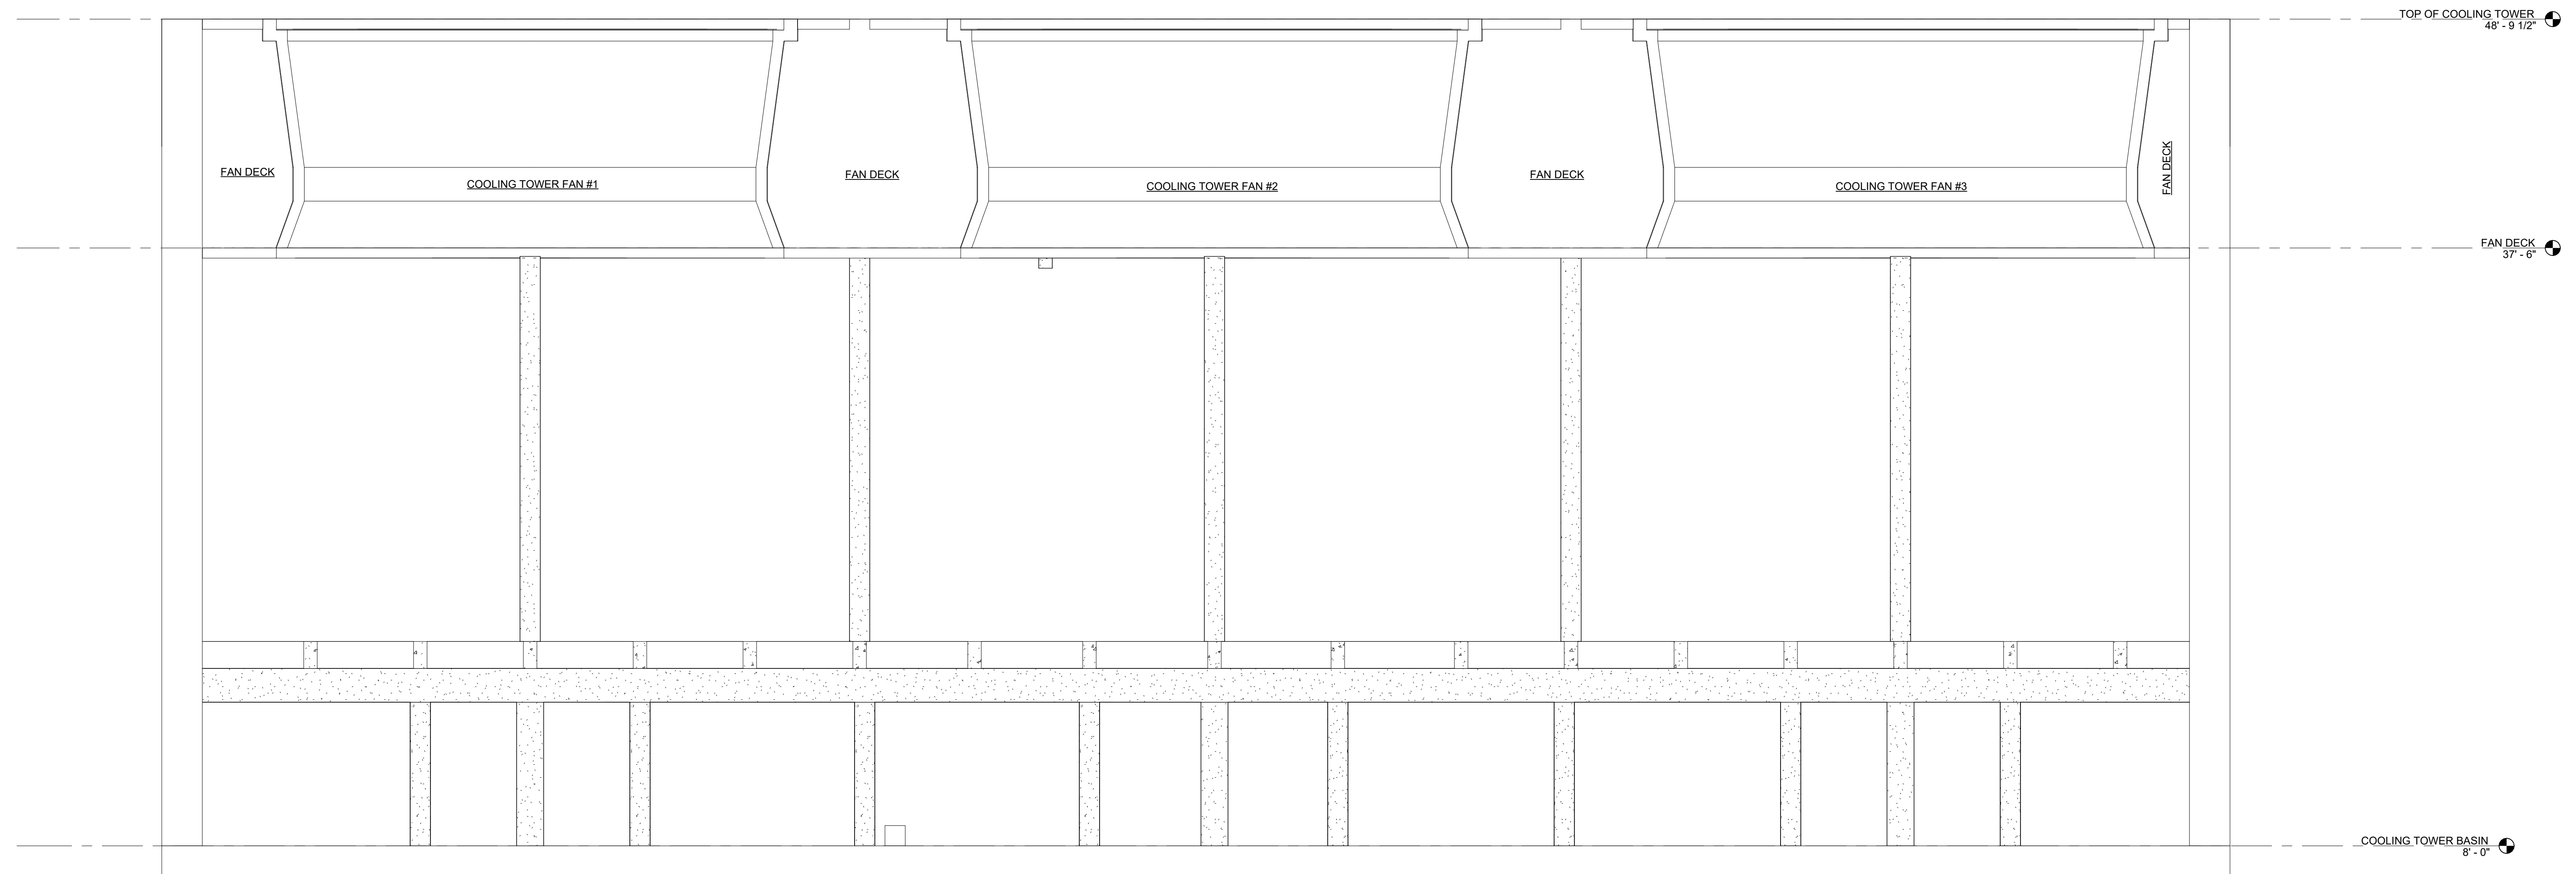 TOP OF COOLING TOWER
48' - 9 1/2"
FAN DECK
COOLING TOWER FAN #1
FAN DECK
COOLING TOWER FAN #2
FAN DECK
COOLING TOWER FAN #3
FAN DECK
FAN DECK
37' - 6"
COOLING TOWER BASIN
8' - 0"